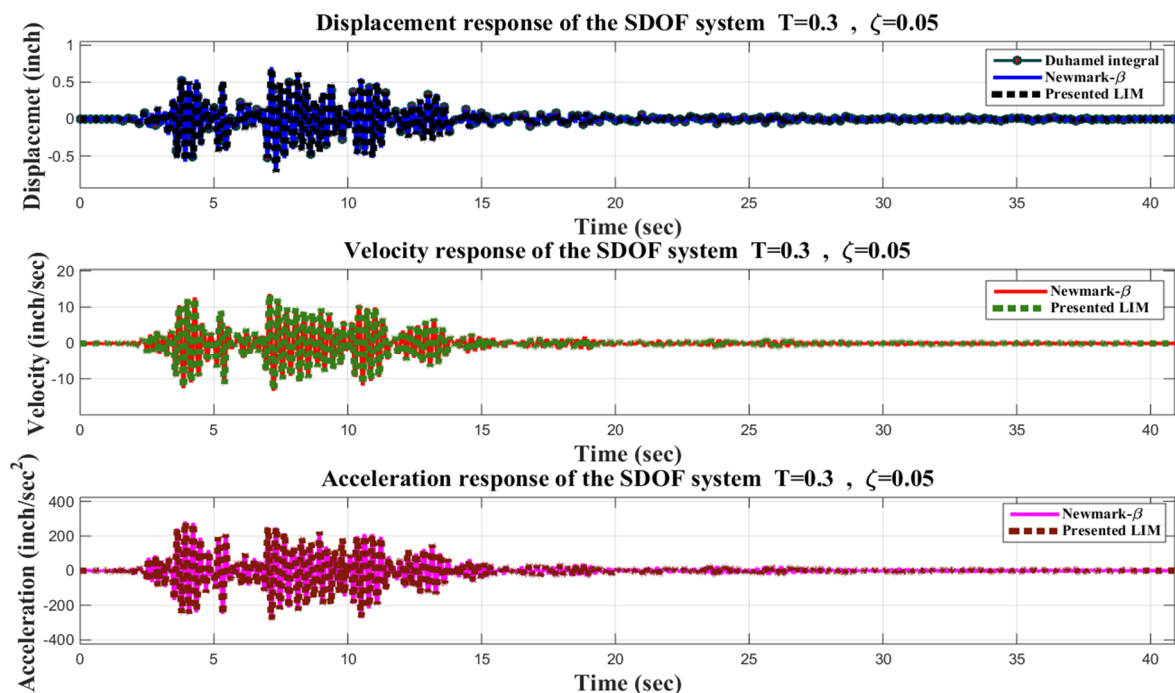 Displacement response of the SDOF system T=0.3 , ζ=0.05
Displacmet (inch)
1
0.5
0
-0.5
Duhamel integral
Newmark-β
Presented LIM
0 5 10 15 20 25 30 35 40
Time (sec)
Velocity response of the SDOF system T=0.3 , ζ=0.05
Velocity (inch/sec)
20
10
0
-10
Newmark-β
Presented LIM
0 5 10 15 20 25 30 35 40
Time (sec)
Acceleration response of the SDOF system T=0.3 , ζ=0.05
Acceleration (inch/sec²)
400
200
0
-200
-400
Newmark-β
Presented LIM
0 5 10 15 20 25 30 35 40
Time (sec)